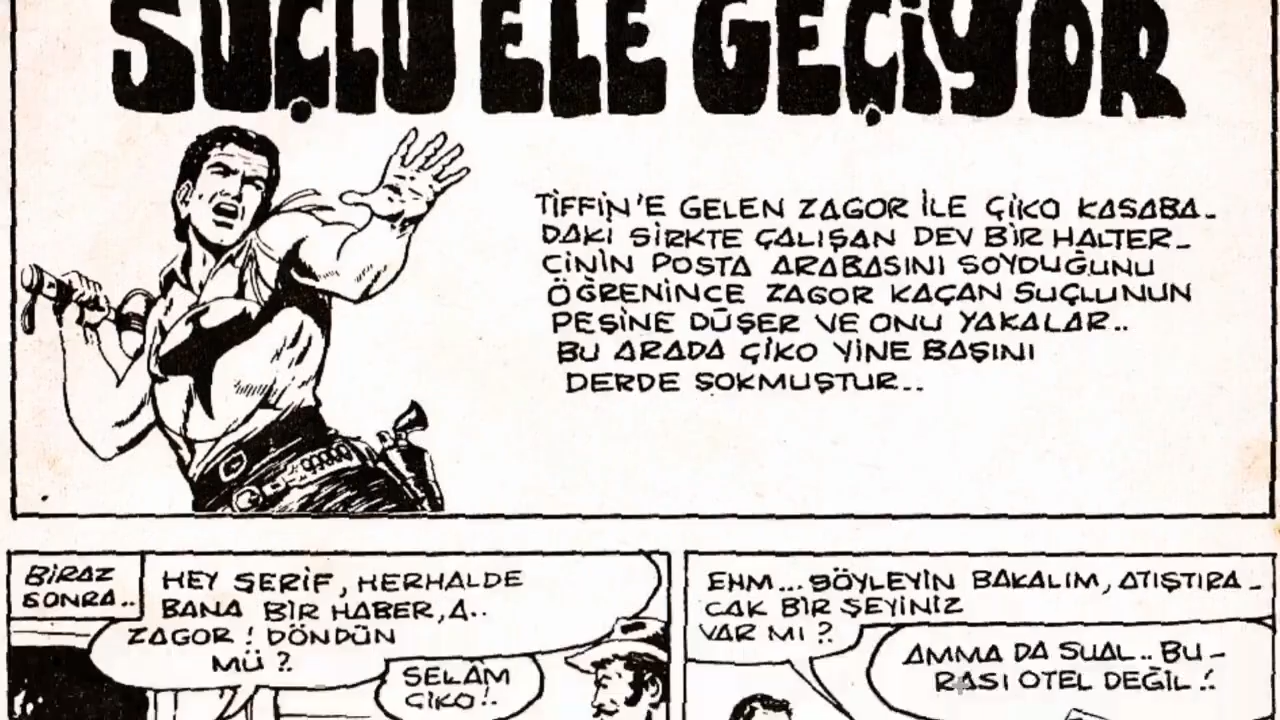 SUÇLU ELE GEÇİYOR
TİFFİN'E GELEN ZAGOR İLE ÇİKO KASABA-
DAKİ SİRKTE ÇALIŞAN DEV BİR HALTER-
CİNİN POSTA ARABASINI SOYDUĞUNU
ÖĞRENİNCE ZAGOR KAÇAN SUÇLUNUN
PEŞİNE DÜŞER VE ONU YAKALAR..
BU ARADA ÇİKO YİNE BAŞINI
DERDE SOKMUŞTUR..
BİRAZ
SONRA..
HEY ŞERİF, HERHALDE
BANA BİR HABER, A..
ZAGOR! DÖNDÜN
MÜ?
SELÂM
ÇİKO!..
EHM... SÖYLEYİN BAKALIM, ATIŞTIRA-
CAK BİR ŞEYİNİZ
VAR MI?
AMMA DA SUAL.. BU-
RASI OTEL DEĞİL!..